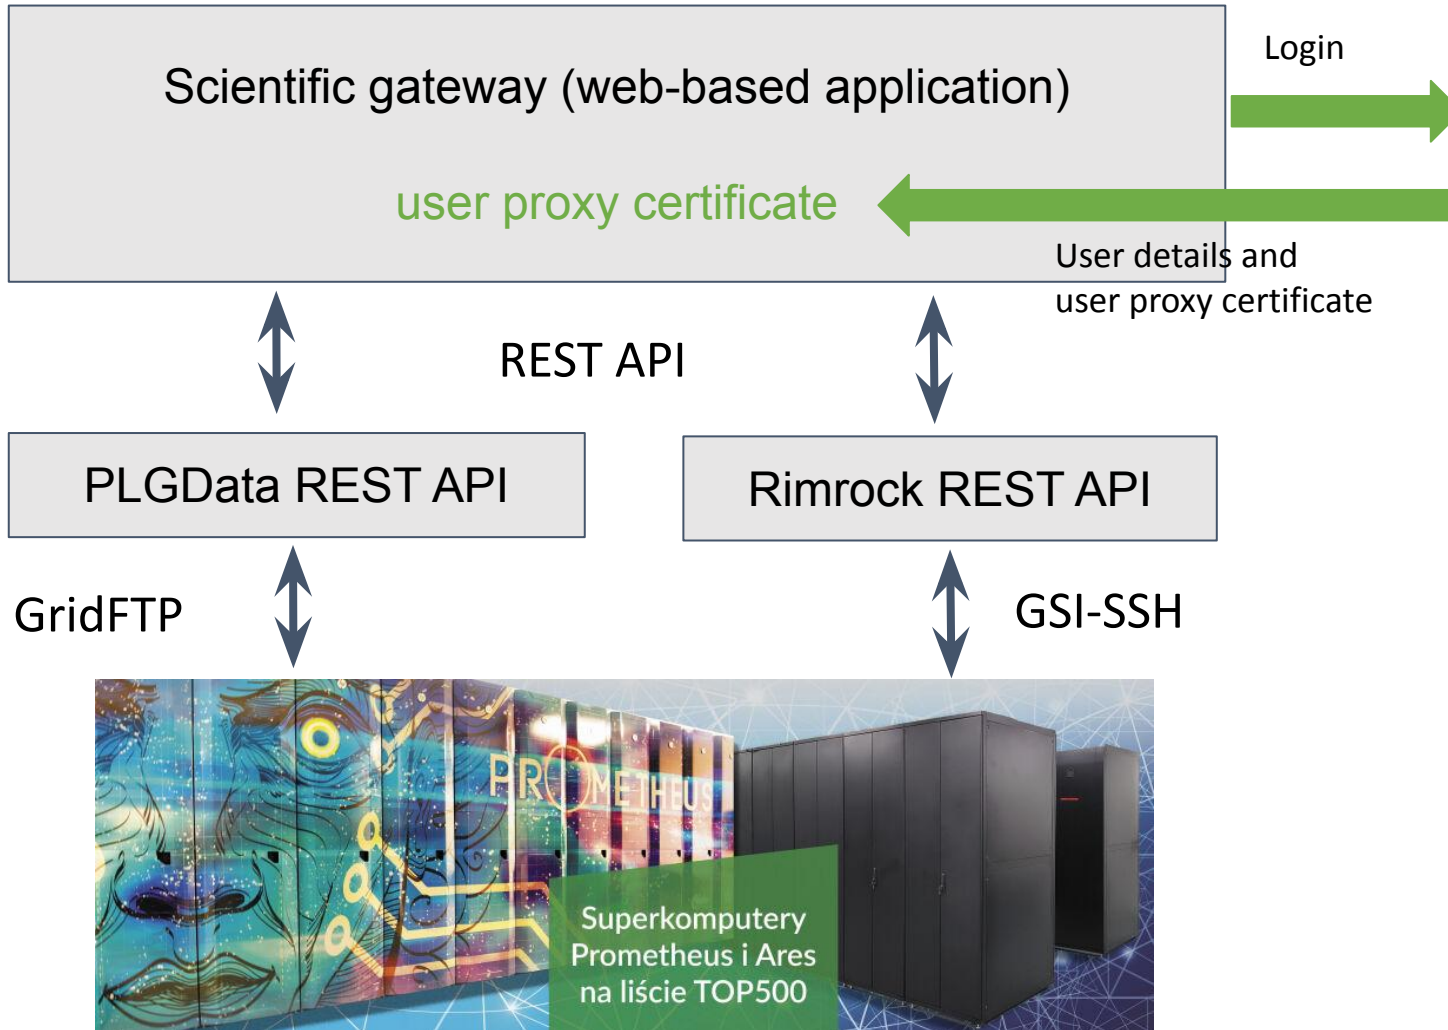 Scientific gateway (web-based application)
Login
user proxy certificate
User details and
user proxy certificate
REST API
PLGData REST API
Rimrock REST API
GridFTP
GSI-SSH
PROMETHEUS
Superkomputery
Prometheus i Ares
na liście TOP500